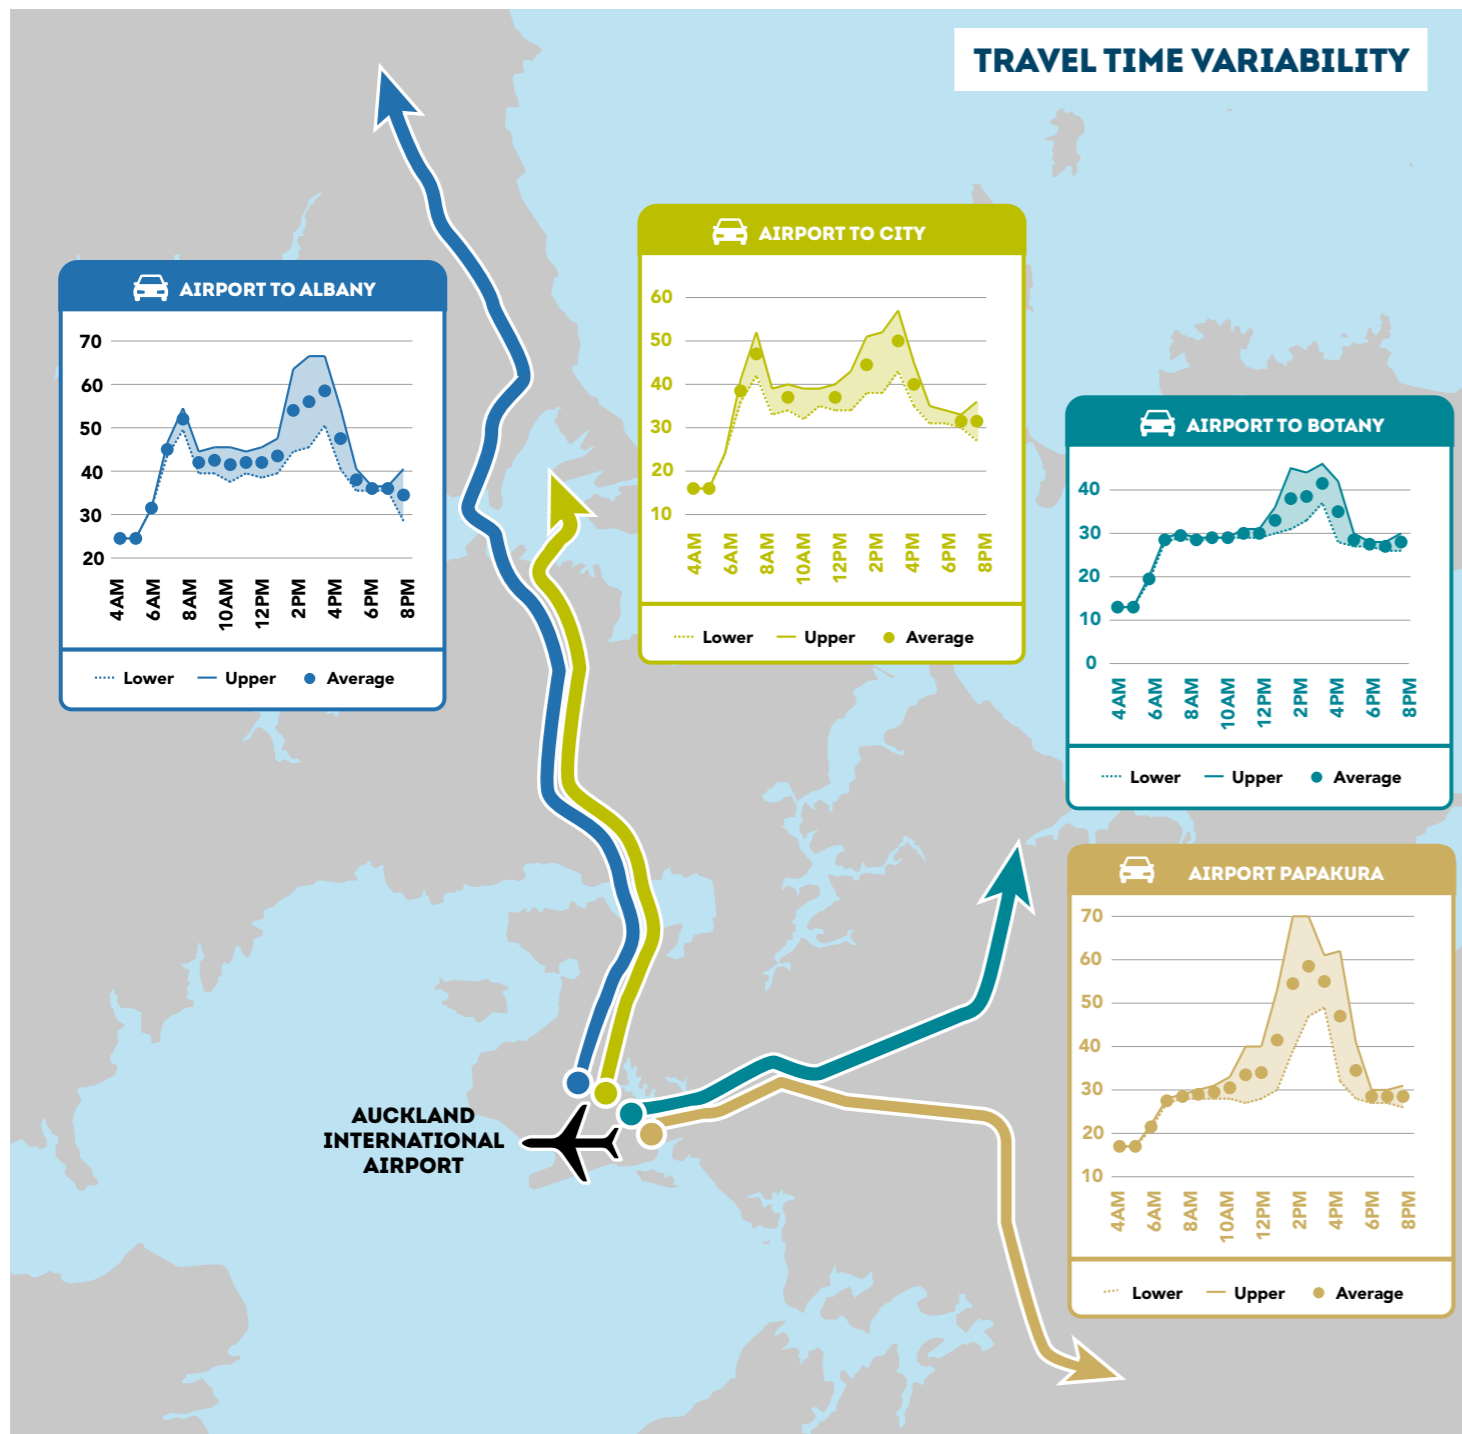 TRAVEL TIME VARIABILITY
AIRPORT TO ALBANY
70
60
50
40
30
20
4AM 6AM 8AM 10AM 12PM 2PM 4PM 6PM 8PM
Lower Upper Average
AIRPORT TO CITY
60
50
40
30
20
10
4AM 6AM 8AM 10AM 12PM 2PM 4PM 6PM 8PM
Lower Upper Average
AIRPORT TO BOTANY
40
30
20
10
0
4AM 6AM 8AM 10AM 12PM 2PM 4PM 6PM 8PM
Lower Upper Average
AIRPORT PAPAKURA
70
60
50
40
30
20
10
4AM 6AM 8AM 10AM 12PM 2PM 4PM 6PM 8PM
Lower Upper Average
AUCKLAND
INTERNATIONAL
AIRPORT